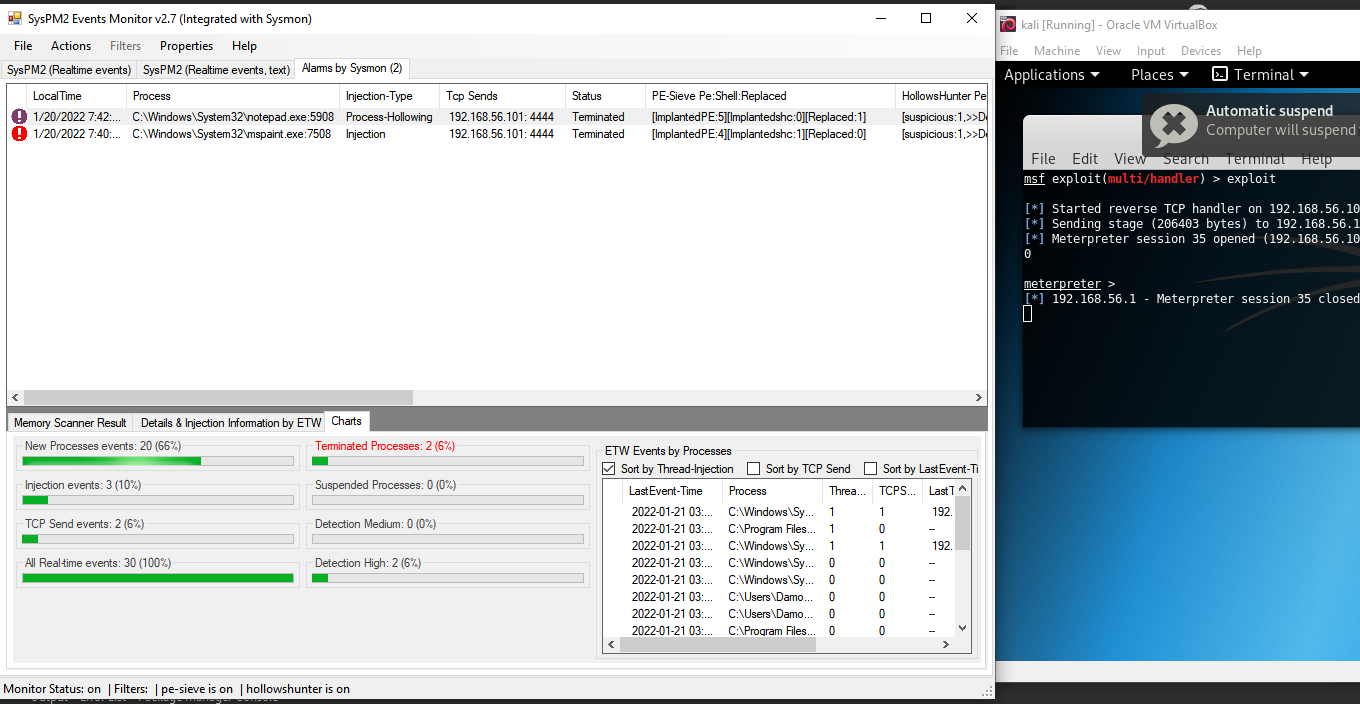 SysPM2 Events Monitor v2.7 (Integrated with Sysmon)
File Actions Filters Properties Help
SysPM2 (Realtime events) SysPM2 (Realtime events, text) Alarms by Sysmon (2)
LocalTime Process Injection-Type Tcp Sends Status PE-Sieve Pe:Shell:Replaced HollowsHunter Pe
1/20/2022 7:42:... C:\Windows\System32\notepad.exe:5908 Process-Hollowing 192.168.56.101: 4444 Terminated [ImplantedPE:5][Implantedshc:0][Replaced:1] [suspicious:1,>>De
1/20/2022 7:40:... C:\Windows\System32\mspaint.exe:7508 Injection 192.168.56.101: 4444 Terminated [ImplantedPE:4][Implantedshc:1][Replaced:0] [suspicious:1,>>De
Memory Scanner Result Details & Injection Information by ETW Charts
New Processes events: 20 (66%)
Injection events: 3 (10%)
TCP Send events: 2 (6%)
All Real-time events: 30 (100%)
Terminated Processes: 2 (6%)
Suspended Processes: 0 (0%)
Detection Medium: 0 (0%)
Detection High: 2 (6%)
ETW Events by Processes
Sort by Thread-Injection Sort by TCP Send Sort by LastEvent-Ti
LastEvent-Time Process Threa... TCPS... LastT
2022-01-21 03:... C:\Windows\Sy... 1 1 192.
2022-01-21 03:... C:\Program Files... 1 0 --
2022-01-21 03:... C:\Windows\Sy... 1 1 192.
2022-01-21 03:... C:\Windows\Sy... 0 0 --
2022-01-21 03:... C:\Windows\Sy... 0 0 --
2022-01-21 03:... C:\Users\Damo... 0 0 --
2022-01-21 03:... C:\Users\Damo... 0 0 --
2022-01-21 03:... C:\Program Files... 0 0 --
Monitor Status: on | Filters: | pe-sieve is on | hollowshunter is on
kali [Running] - Oracle VM VirtualBox
File Machine View Input Devices Help
Applications Places Terminal
Automatic suspend
Computer will suspend
File Edit View Search Terminal Help
msf exploit(multi/handler) > exploit
[*] Started reverse TCP handler on 192.168.56.10
[*] Sending stage (206403 bytes) to 192.168.56.1
[*] Meterpreter session 35 opened (192.168.56.10
0
meterpreter >
[*] 192.168.56.1 - Meterpreter session 35 closed